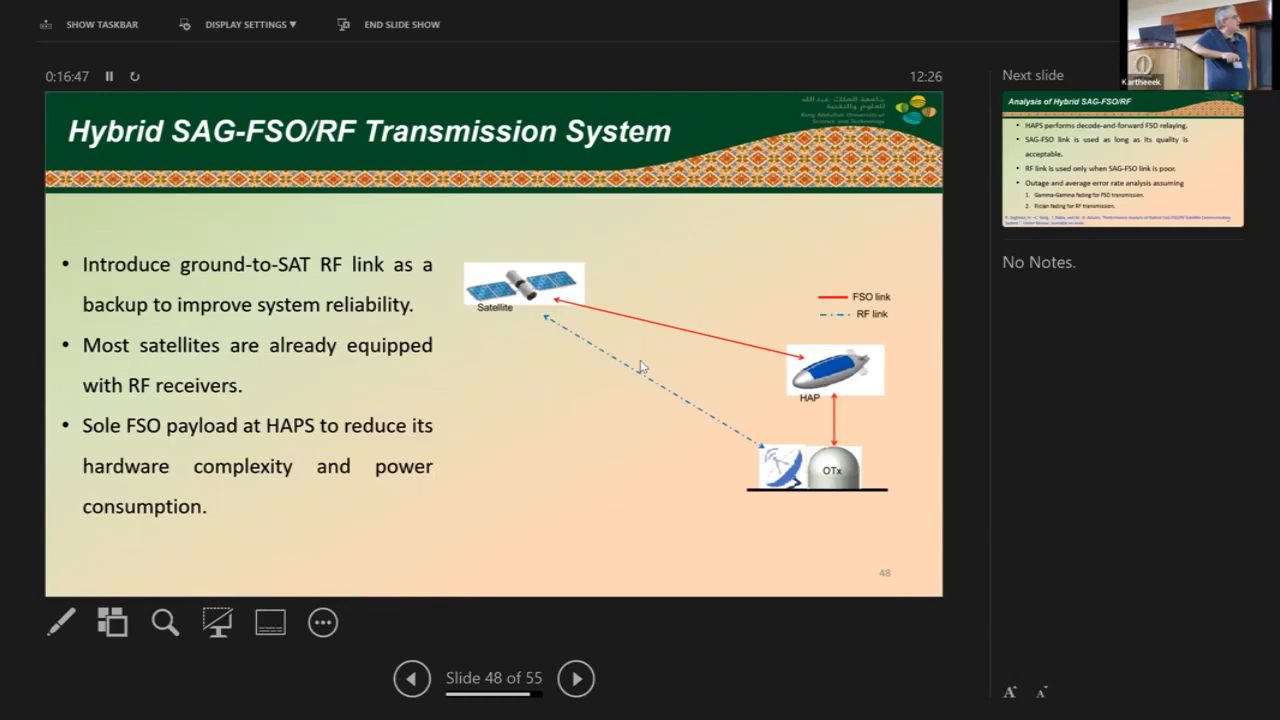 SHOW TASKBAR
DISPLAY SETTINGS ▼
END SLIDE SHOW
0:16:47
12:26
Hybrid SAG-FSO/RF Transmission System
جامعة الملك عبدالله
للعلوم والتقنية
King Abdullah University of
Science and Technology
• Introduce ground-to-SAT RF link as a
backup to improve system reliability.
• Most satellites are already equipped
with RF receivers.
• Sole FSO payload at HAPS to reduce its
hardware complexity and power
consumption.
Satellite
FSO link
RF link
HAP
OTx
48
Slide 48 of 55
Kartheeek
Next slide
Analysis of Hybrid SAG-FSO/RF
• HAPS performs decode-and-forward FSO relaying.
• SAG-FSO link is used as long as its quality is
acceptable.
• RF link is used only when SAG-FSO link is poor.
• Outage and average error rate analysis assuming
1. Gamma-Gamma fading for FSO transmission.
2. Rician fading for RF transmission.
No Notes.
A
A